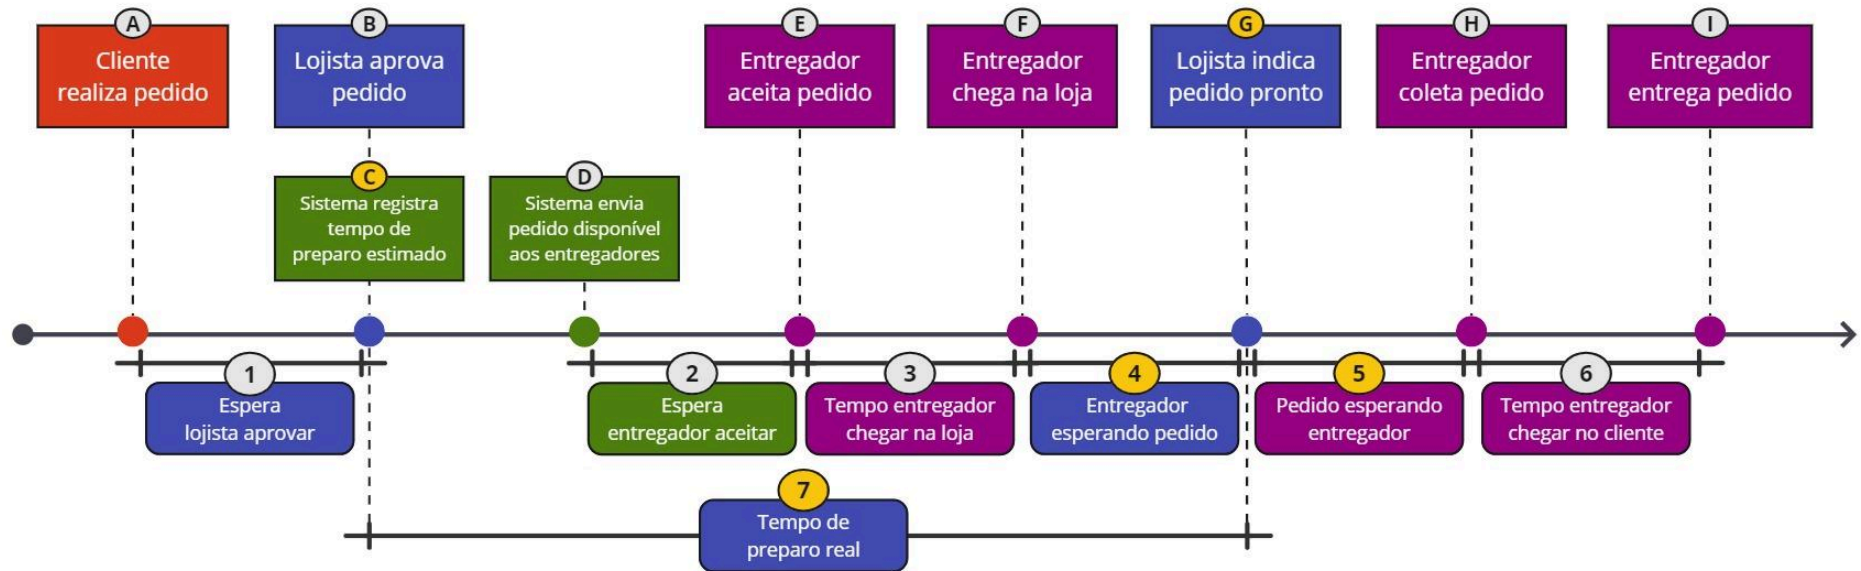 A
Cliente
realiza pedido
B
Lojista aprova
pedido
E
Entregador
aceita pedido
F
Entregador
chega na loja
G
Lojista indica
pedido pronto
H
Entregador
coleta pedido
I
Entregador
entrega pedido
C
Sistema registra
tempo de
preparo estimado
D
Sistema envia
pedido disponível
aos entregadores
1
Espera
lojista aprovar
2
Espera
entregador aceitar
3
Tempo entregador
chegar na loja
4
Entregador
esperando pedido
5
Pedido esperando
entregador
6
Tempo entregador
chegar no cliente
7
Tempo de
preparo real